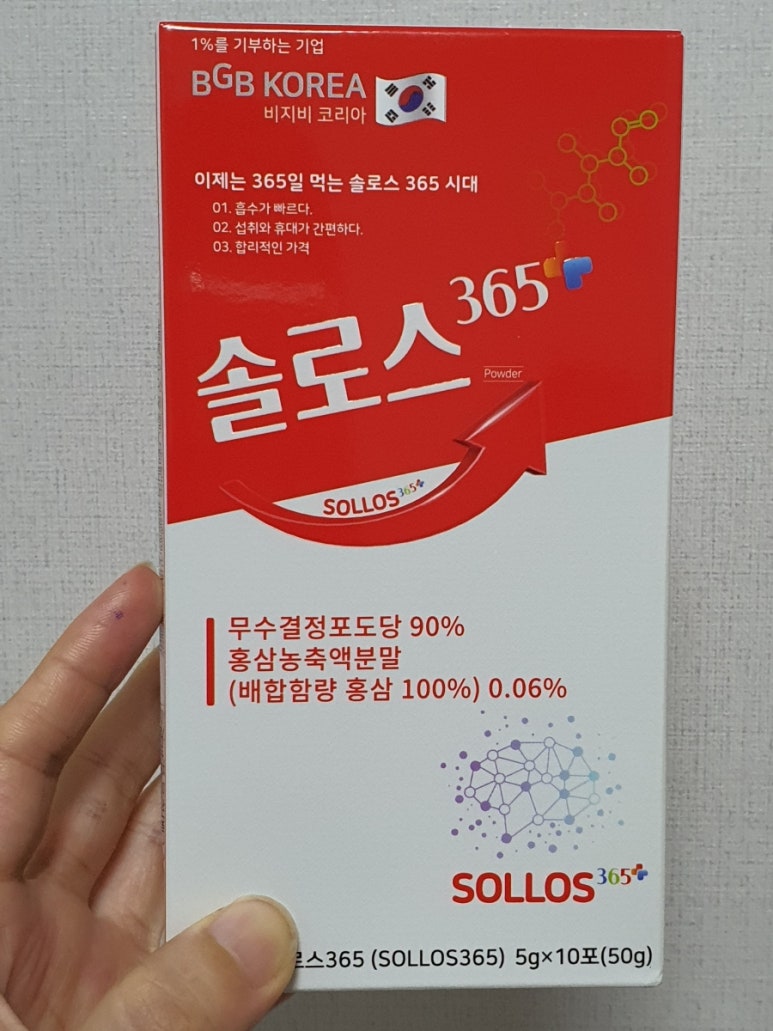 1%를 기부하는 기업
BGB KOREA
비지비 코리아
이제는 365일 먹는 솔로스 365 시대
01. 흡수가 빠르다.
02. 섭취와 휴대가 간편하다.
03. 합리적인 가격
솔로스365
Powder
SOLLOS365
무수결정포도당 90%
홍삼농축액분말
(배합함량 홍삼 100%) 0.06%
SOLLOS365
로스365 (SOLLOS365) 5g×10포(50g)